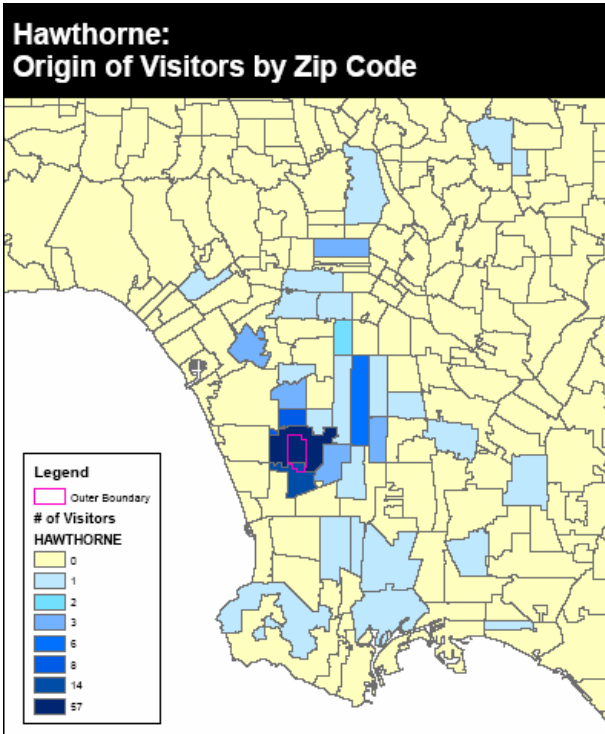 Hawthorne:
Origin of Visitors by Zip Code
Legend
Outer Boundary
# of Visitors
HAWTHORNE
0
1
2
3
6
8
14
57